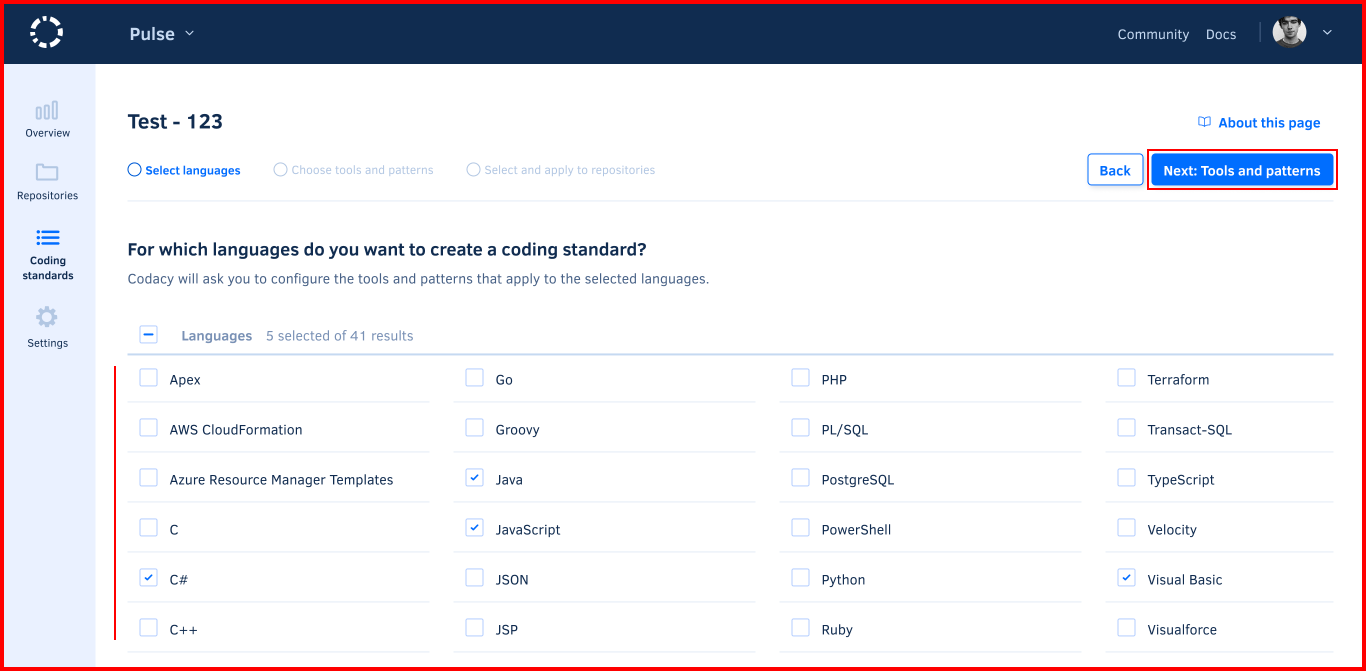 Pulse
Community Docs
Overview
Repositories
Coding
standards
Settings
Test - 123
About this page
Select languages Choose tools and patterns Select and apply to repositories
Back Next: Tools and patterns
For which languages do you want to create a coding standard?
Codacy will ask you to configure the tools and patterns that apply to the selected languages.
Languages 5 selected of 41 results
Apex Go PHP Terraform
AWS CloudFormation Groovy PL/SQL Transact-SQL
Azure Resource Manager Templates Java PostgreSQL TypeScript
C JavaScript PowerShell Velocity
C# JSON Python Visual Basic
C++ JSP Ruby Visualforce